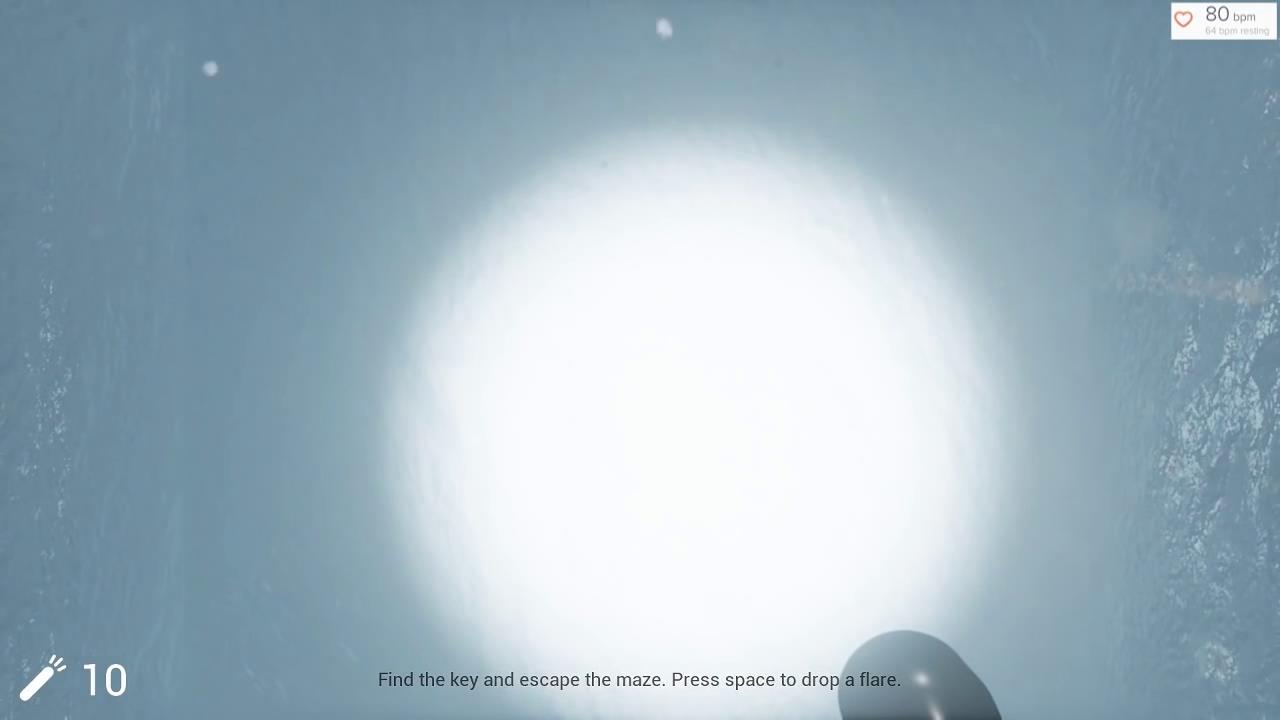 80 bpm
64 bpm resting
Find the key and escape the maze. Press space to drop a flare.
10